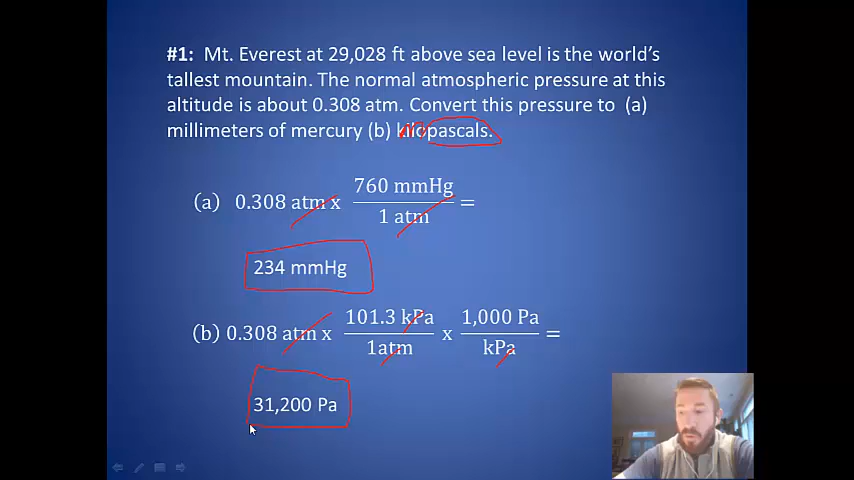 #1: Mt. Everest at 29,028 ft above sea level is the world's
tallest mountain. The normal atmospheric pressure at this
altitude is about 0.308 atm. Convert this pressure to (a)
millimeters of mercury (b) kilopascals.
(a) 0.308 atm x 760 mmHg / 1 atm =
234 mmHg
(b) 0.308 atm x 101.3 kPa / 1atm x 1,000 Pa / kPa =
31,200 Pa